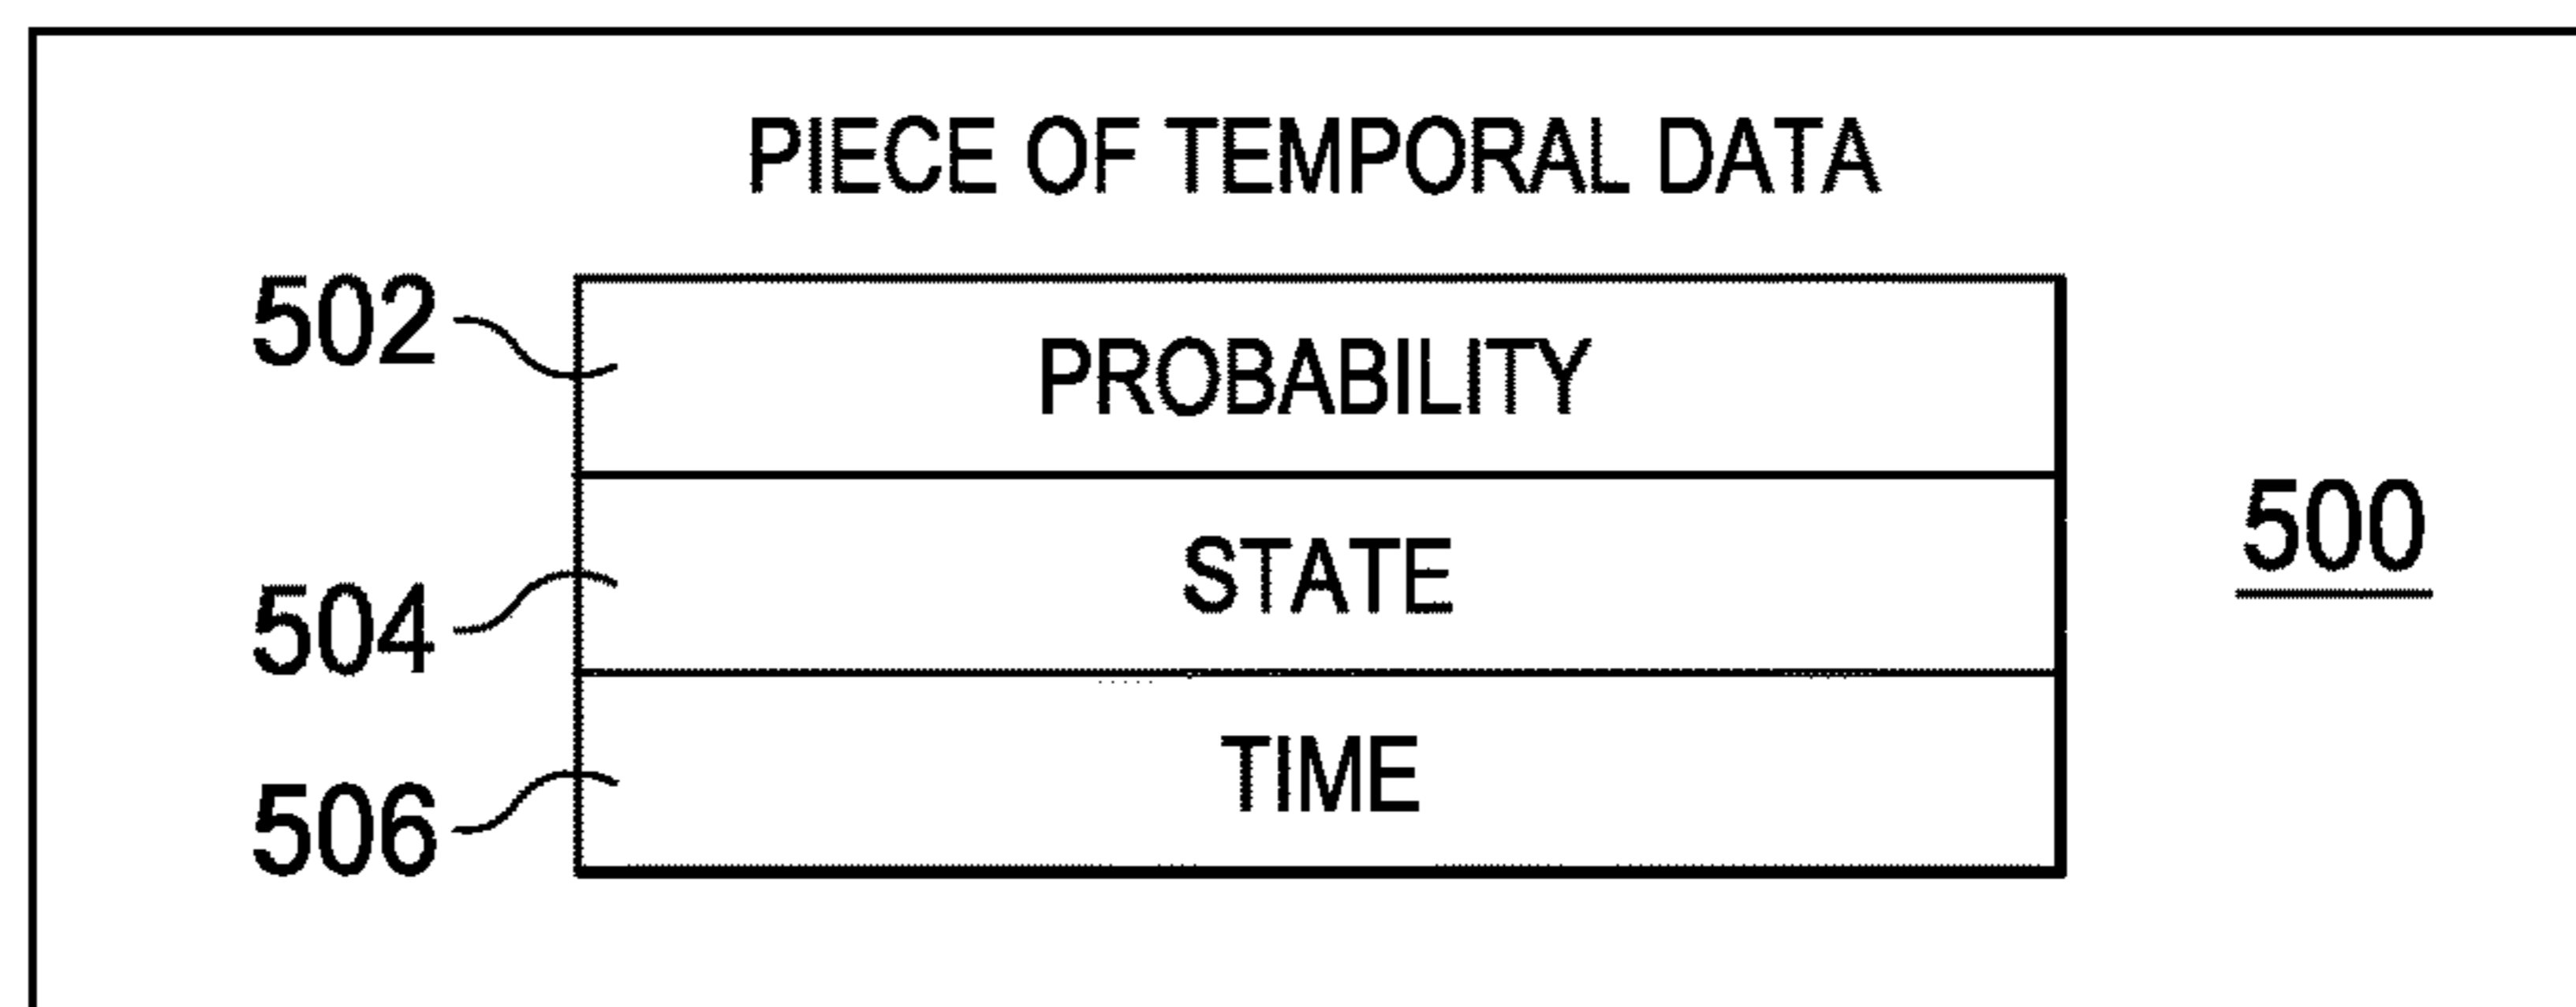 PIECE OF TEMPORAL DATA
502
PROBABILITY
504
STATE
500
506
TIME